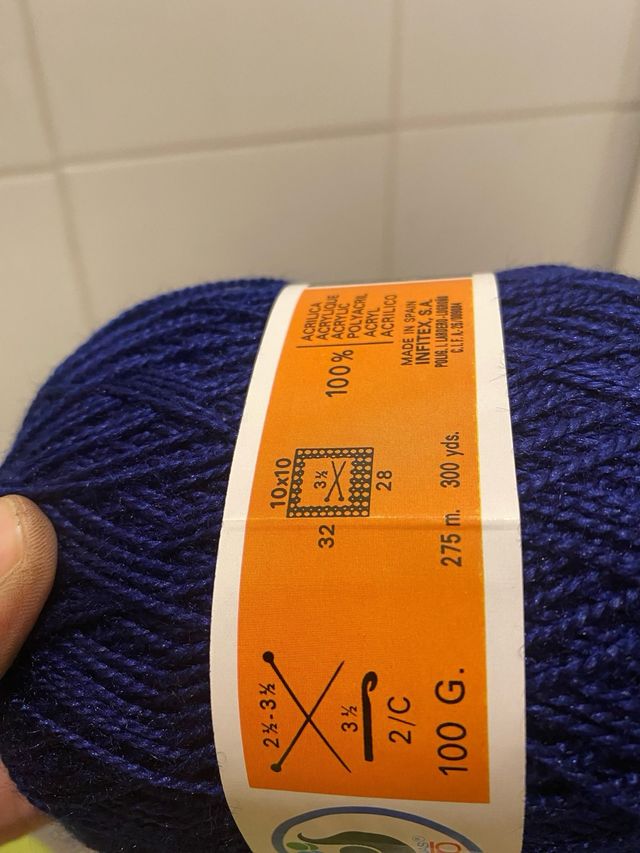 100%
ACRILICA
ACRYLIQUE
ACRYLIC
POLYACRIL
ACRYL
ACRILICO
MADE IN SPAIN
INFITEX, S.A.
10x10
3½
28
32
275 m. 300 yds.
2½-3½
3½
2/C
100 G.